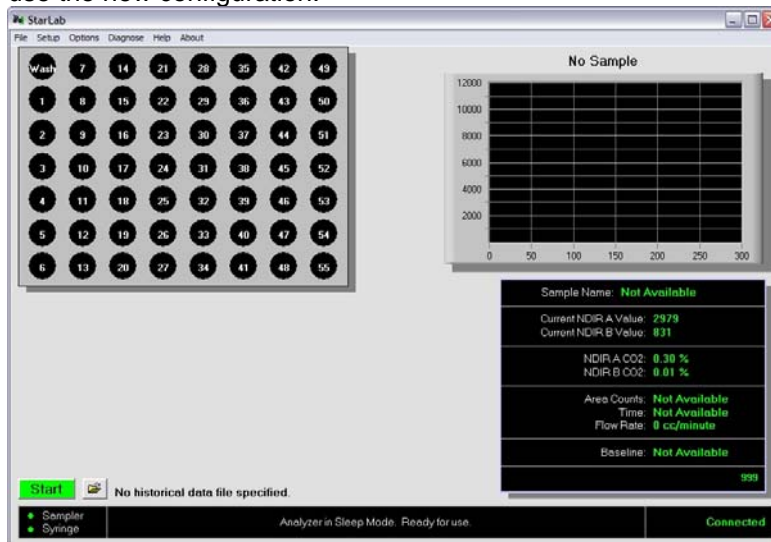 use the new configuration.
StarLab
File Setup Options Diagnose Help About
Wash 7 14 21 28 35 42 49
1 8 15 22 29 36 43 50
2 9 16 23 30 37 44 51
3 10 17 24 31 38 45 52
4 11 18 25 32 39 46 53
5 12 19 26 33 40 47 54
6 13 20 27 34 41 48 55
No Sample
12000
10000
8000
6000
4000
2000
0 50 100 150 200 250 300
Sample Name: Not Available
Current NDIR A Value: 2979
Current NDIR B Value: 831
NDIR A CO2: 0.30 %
NDIR B CO2: 0.01 %
Area Counts: Not Available
Time: Not Available
Flow Rate: 0 cc/minute
Baseline: Not Available
999
Start No historical data file specified.
Sampler
Syringe
Analyzer in Sleep Mode. Ready for use.
Connected